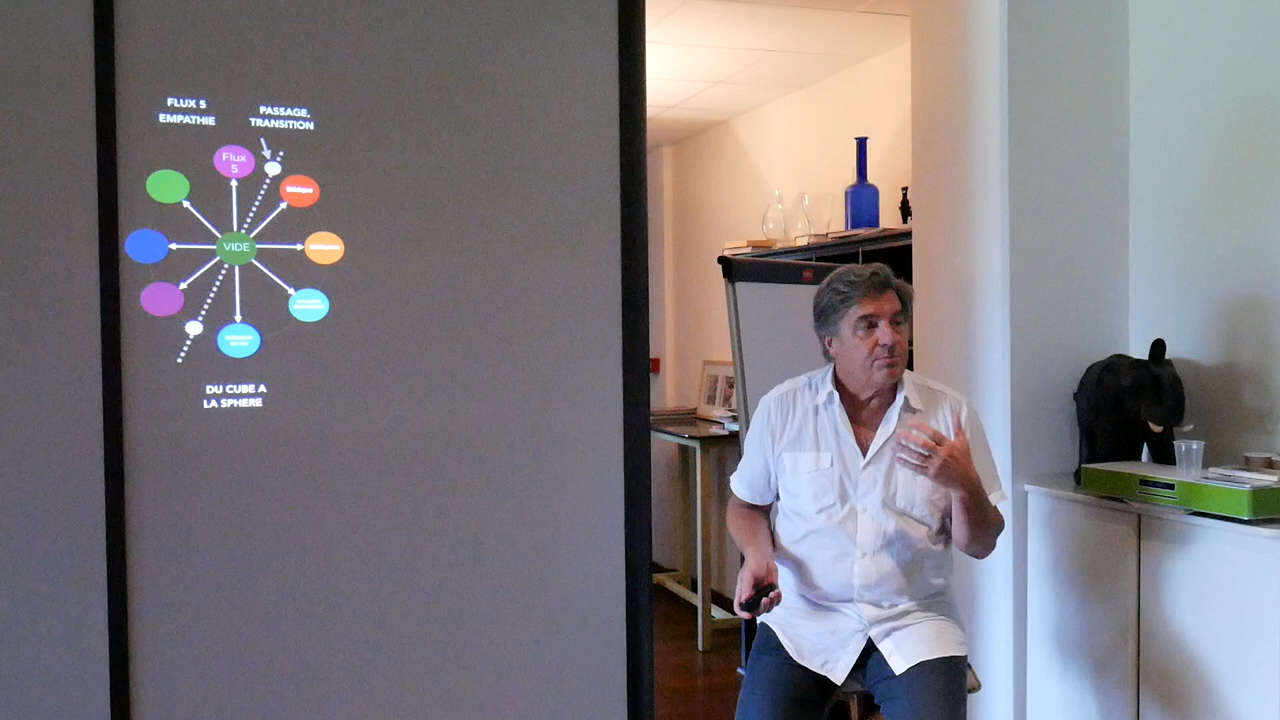 FLUX 5
EMPATHIE
PASSAGE,
TRANSITION
Flux
5
VIDE
DU CUBE A
LA SPHERE